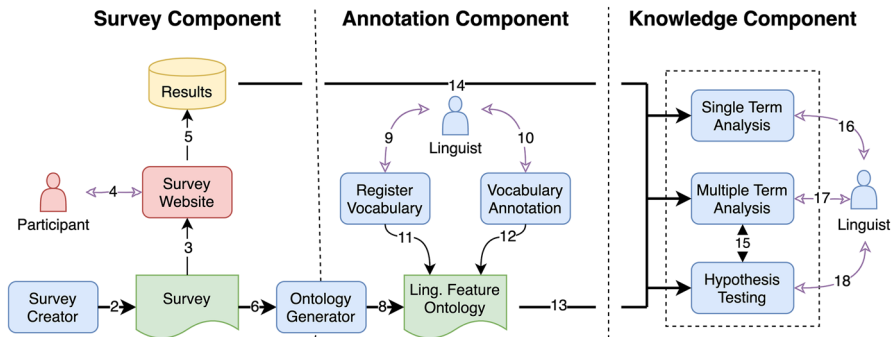 Survey Component
Annotation Component
Knowledge Component
Results
14
Single Term
Analysis
5
9
10
Linguist
16
4
Survey
Website
Register
Vocabulary
Vocabulary
Annotation
Multiple Term
Analysis
17
Participant
Linguist
3
11
12
15
Survey
Creator
2
Survey
6
Ontology
Generator
8
Ling. Feature
Ontology
13
Hypothesis
Testing
18